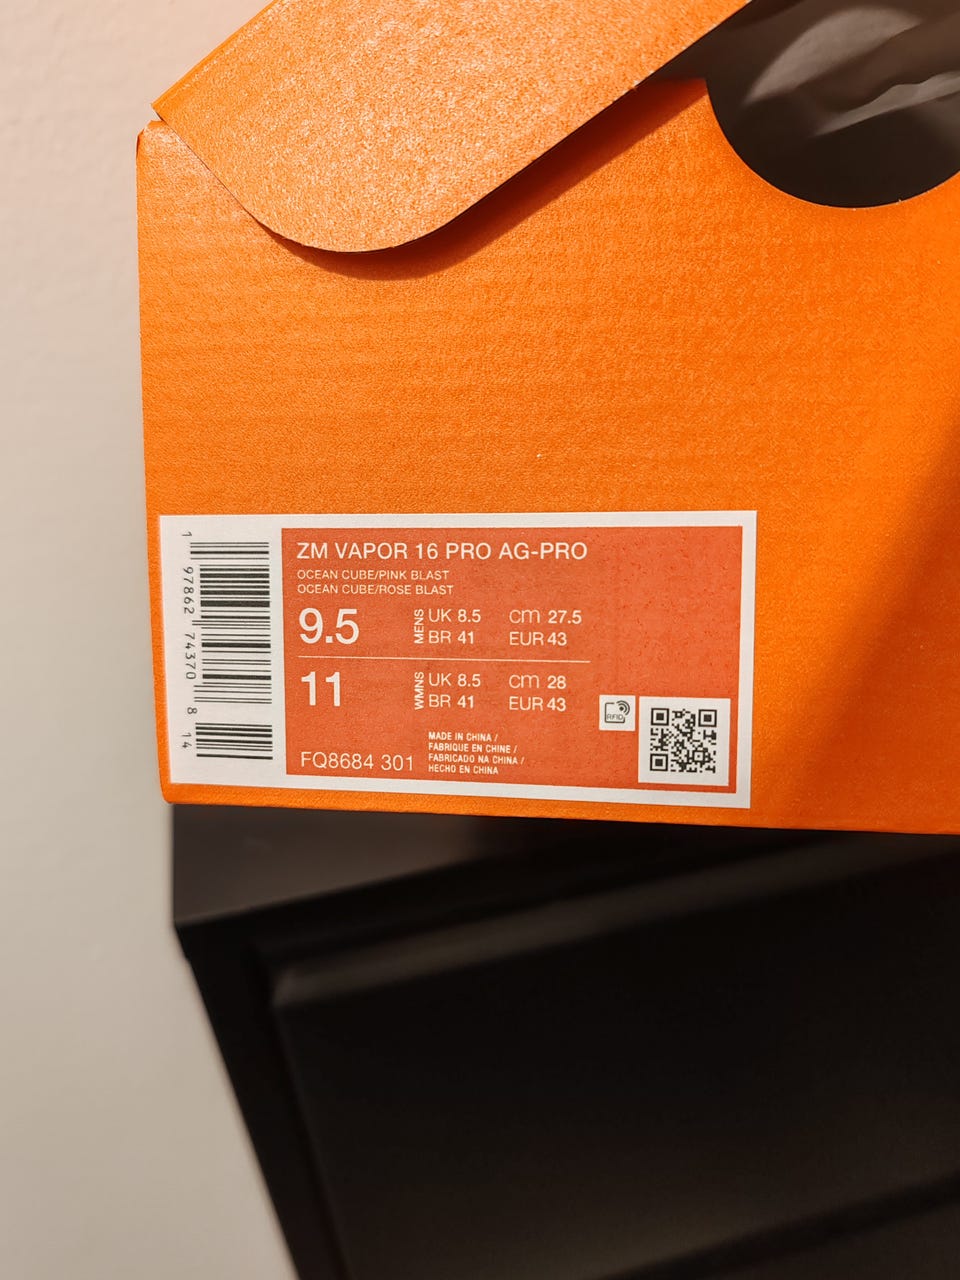 ZM VAPOR 16 PRO AG-PRO
OCEAN CUBE/PINK BLAST
OCEAN CUBE/ROSE BLAST
9.5 MENS UK 8.5 cm 27.5
BR 41 EUR 43
11 WMNS UK 8.5 cm 28
BR 41 EUR 43
MADE IN CHINA /
FABRIQUE EN CHINE /
FABRICADO NA CHINA /
HECHO EN CHINA
FQ8684 301
RFID
1 97862 74370 8 14